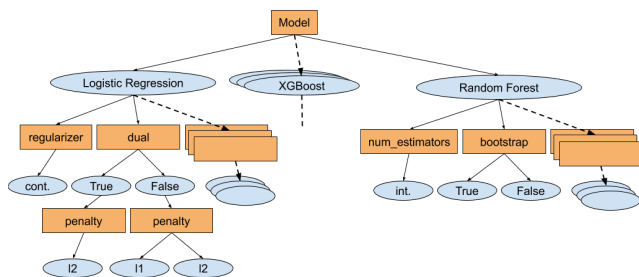 Model
Logistic Regression
XGBoost
Random Forest
regularizer
dual
num_estimators
bootstrap
cont.
True
False
int.
True
False
penalty
penalty
l2
l1
l2